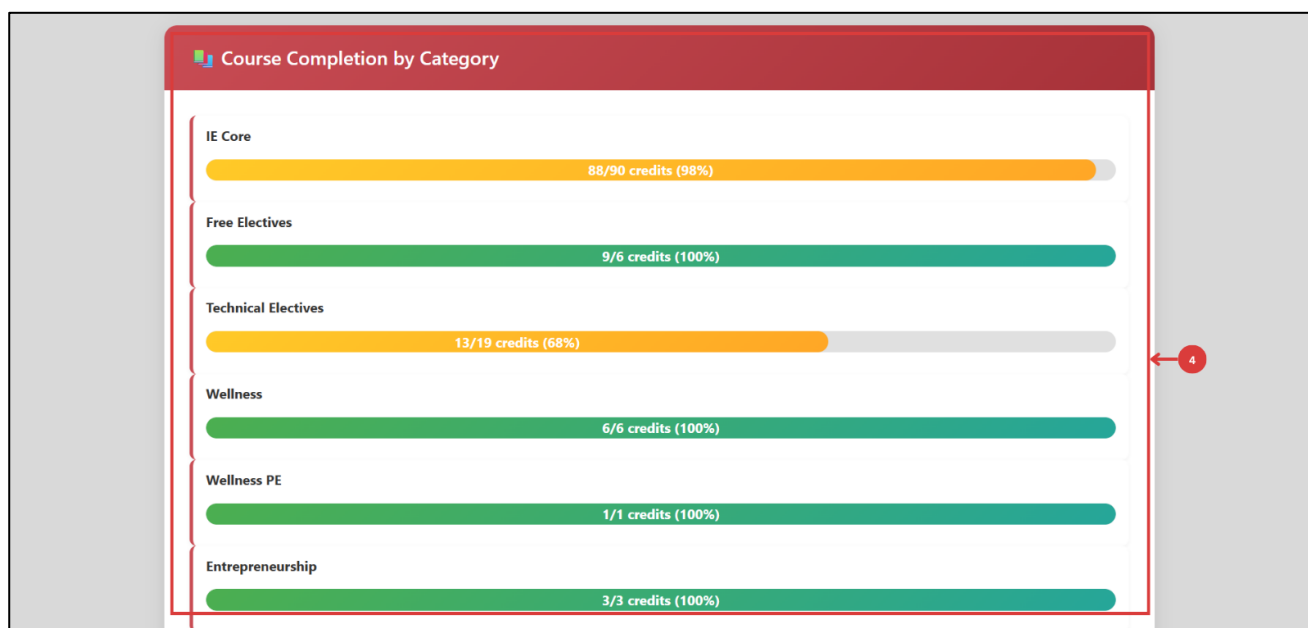 Course Completion by Category
IE Core
88/90 credits (98%)
Free Electives
9/6 credits (100%)
Technical Electives
13/19 credits (68%)
4
Wellness
6/6 credits (100%)
Wellness PE
1/1 credits (100%)
Entrepreneurship
3/3 credits (100%)